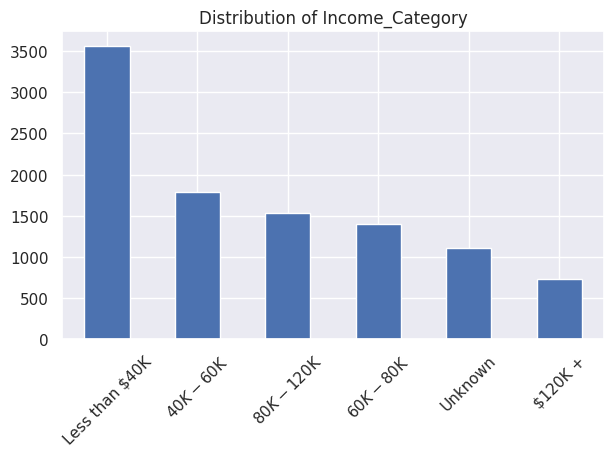 Distribution of Income_Category
3500
3000
2500
2000
1500
1000
500
0
Less than $40K
40K − 60K
80K − 120K
60K − 80K
Unknown
$120K +